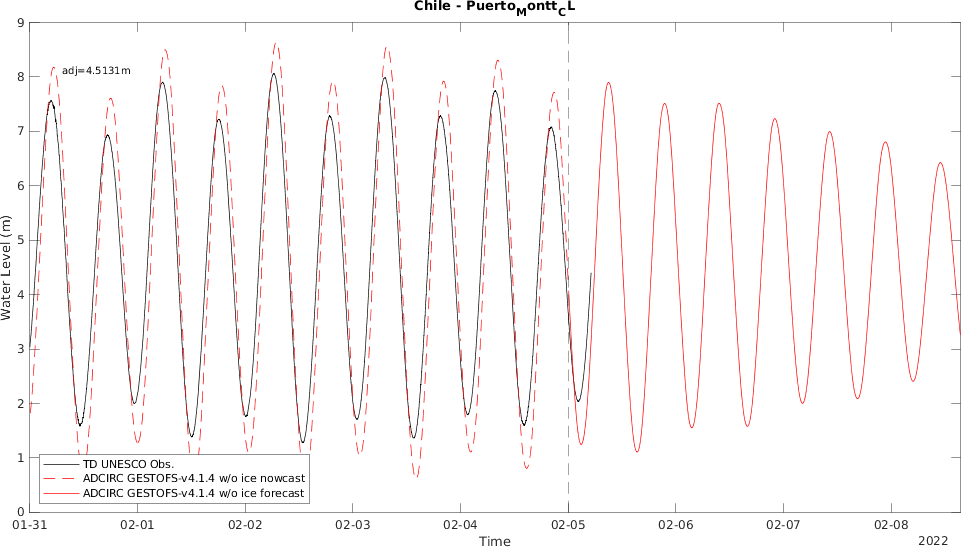 Chile - Puerto_Montt_CL
adj=4.5131m
9
8
7
6
5
4
3
2
1
0
Water Level (m)
TD UNESCO Obs.
ADCIRC GESTOFS-v4.1.4 w/o ice nowcast
ADCIRC GESTOFS-v4.1.4 w/o ice forecast
01-31 02-01 02-02 02-03 02-04 02-05 02-06 02-07 02-08
Time
2022